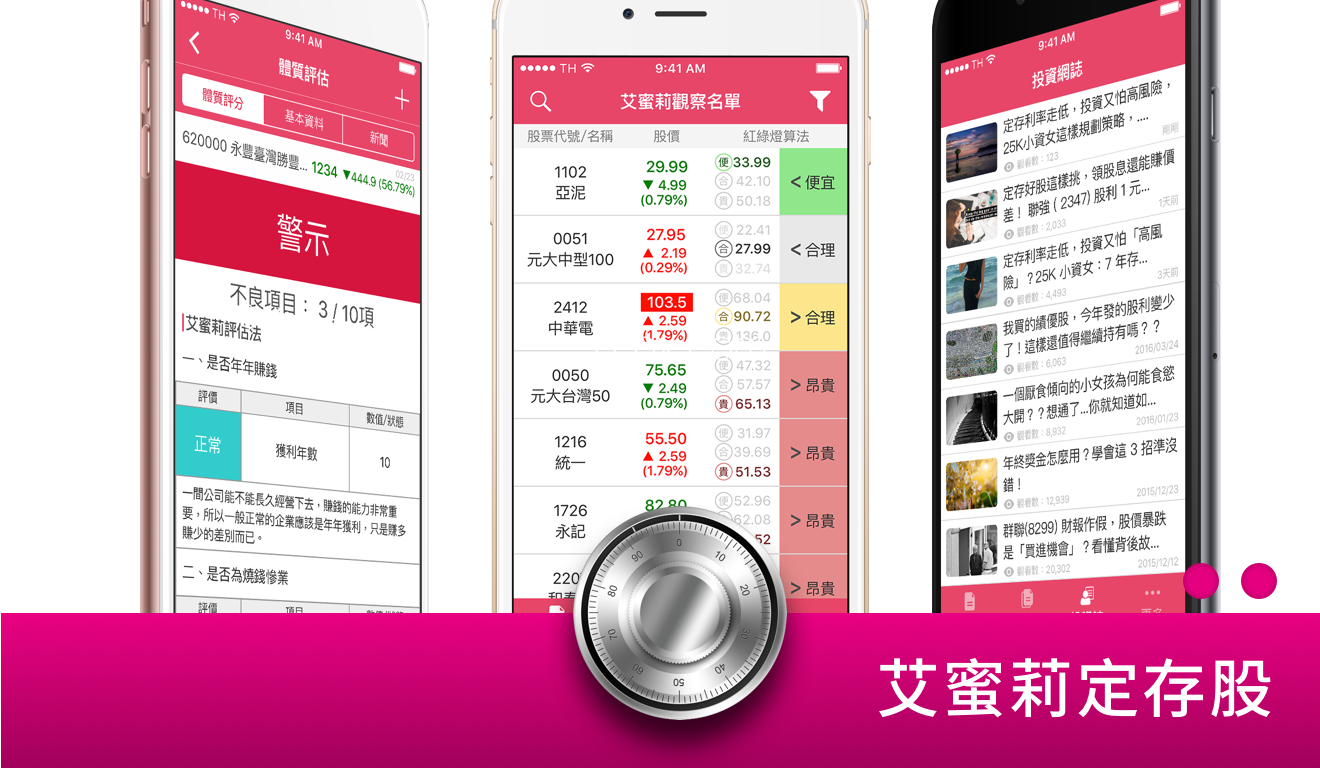 TH
9:41 AM
體質評估
體質評分
基本資料
新聞
620000 永豐臺灣勝豐...
1234 ▼444.9 (56.79%)
02/23
警示
不良項目： 3 / 10項
艾蜜莉評估法
一、是否年年賺錢
評價 項目 數值/狀態
正常 獲利年數 10
一間公司能不能長久經營下去，賺錢的能力非常重
要，所以一般正常的企業應該是年年獲利，只是賺多
賺少的差別而已。
二、是否為燒錢慘業
評價 項目 數值/狀態
TH 9:41 AM
艾蜜莉觀察名單
股票代號/名稱 股價 紅綠燈算法
1102
亞泥
29.99
▼ 4.99
(0.79%)
便 33.99
合 42.10
貴 50.18
< 便宜
0051
元大中型100
27.95
▲ 2.19
(0.29%)
便 22.41
合 27.99
貴 32.74
< 合理
2412
中華電
103.5
▲ 2.59
(1.79%)
便 68.04
合 90.72
貴 136.0
> 合理
0050
元大台灣50
75.65
▼ 2.49
(0.79%)
便 47.32
合 57.57
貴 65.13
> 昂貴
1216
統一
55.50
▲ 2.59
(1.79%)
便 31.97
合 39.69
貴 51.53
> 昂貴
1726
永記
82.80
便 52.96
62.08
52
> 昂貴
220
> 昂貴
0
10
20
30
40
50
60
70
80
90
TH
9:41 AM
投資網誌
定存利率走低，投資又怕高風險，
25K小資女這樣規劃策略，....
觀看數：123
剛剛
定存好股這樣挑，領股息還能賺價
差！ 聯強 ( 2347) 股利 1 元...
觀看數：2,033
1天前
定存利率走低，投資又怕「高風
險」？25K 小資女：7 年存...
觀看數：4,493
3天前
我買的績優股，今年發的股利變少
了！這樣還值得繼續持有嗎？？
觀看數：6,063
2016/03/24
一個厭食傾向的小女孩為何能食慾
大開？？想通了...你就知道如...
觀看數：8,932
2016/01/23
年終獎金怎麼用？學會這 3 招準沒
錯！
觀看數：12,939
2015/12/23
群聯(8299) 財報作假，股價暴跌
是「買進機會」？看懂背後故...
觀看數：20,302
2015/12/12
更多
艾蜜莉定存股